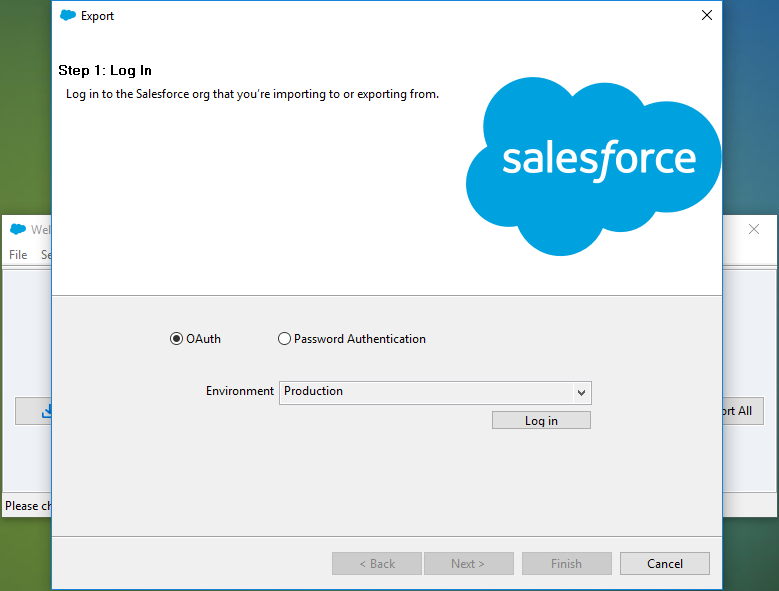 Export
Step 1: Log In
Log in to the Salesforce org that you're importing to or exporting from.
salesforce
Wel
File Se
OAuth Password Authentication
Environment Production
ort All
Log in
Please ch
< Back Next > Finish Cancel